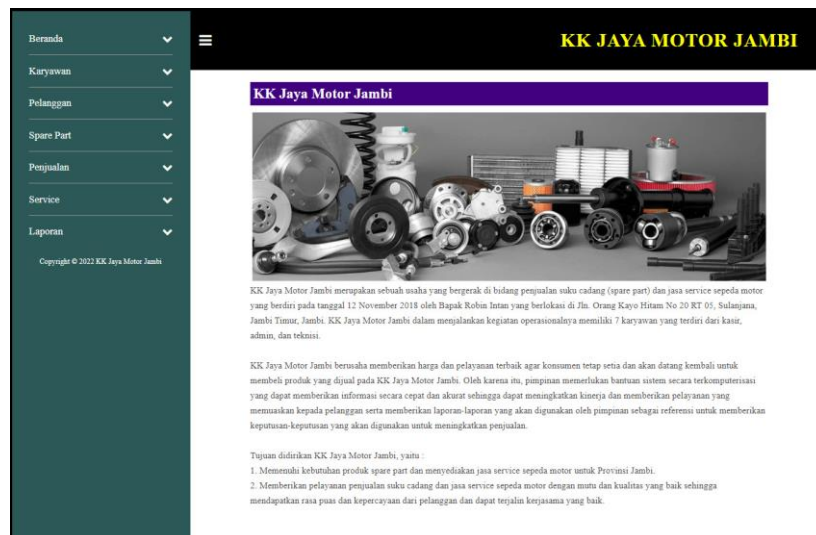 Beranda
Karyawan
Pelanggan
Spare Part
Penjualan
Service
Laporan
Copyright © 2022 KK Jaya Motor Jambi
KK JAYA MOTOR JAMBI
KK Jaya Motor Jambi
KK Jaya Motor Jambi merupakan sebuah usaha yang bergerak di bidang penjualan suku cadang (spare part) dan jasa service sepeda motor
yang berdiri pada tanggal 12 November 2018 oleh Bapak Robin Intan yang berlokasi di Jln. Orang Kayo Hitam No 20 RT 05, Sulanjana,
Jambi Timur, Jambi. KK Jaya Motor Jambi dalam menjalankan kegiatan operasionalnya memiliki 7 karyawan yang terdiri dari kasir,
admin, dan teknisi.
KK Jaya Motor Jambi berusaha memberikan harga dan pelayanan terbaik agar konsumen tetap setia dan akan datang kembali untuk
membeli produk yang dijual pada KK Jaya Motor Jambi. Oleh karena itu, pimpinan memerlukan bantuan sistem secara terkomputerisasi
yang dapat memberikan informasi secara cepat dan akurat sehingga dapat meningkatkan kinerja dan memberikan pelayanan yang
memuaskan kepada pelanggan serta memberikan laporan-laporan yang akan digunakan oleh pimpinan sebagai referensi untuk memberikan
keputusan-keputusan yang akan digunakan untuk meningkatkan penjualan.
Tujuan didirikan KK Jaya Motor Jambi, yaitu :
1. Memenuhi kebutuhan produk spare part dan menyediakan jasa service sepeda motor untuk Provinsi Jambi.
2. Memberikan pelayanan penjualan suku cadang dan jasa service sepeda motor dengan mutu dan kualitas yang baik sehingga
mendapatkan rasa puas dan kepercayaan dari pelanggan dan dapat terjalin kerjasama yang baik.